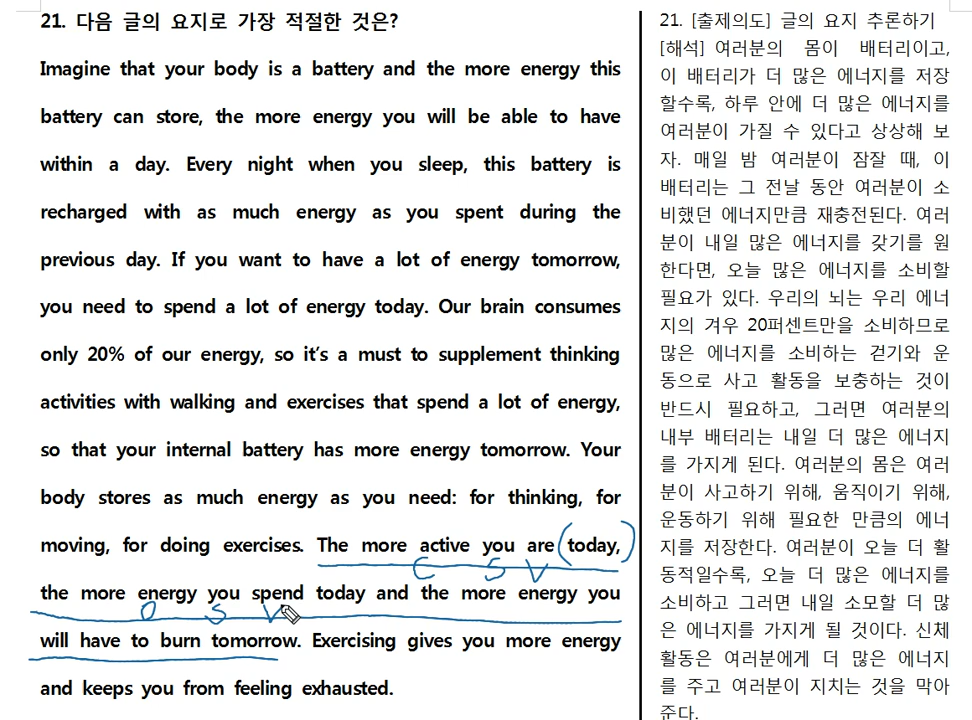 21. 다음 글의 요지로 가장 적절한 것은?
Imagine that your body is a battery and the more energy this
battery can store, the more energy you will be able to have
within a day. Every night when you sleep, this battery is
recharged with as much energy as you spent during the
previous day. If you want to have a lot of energy tomorrow,
you need to spend a lot of energy today. Our brain consumes
only 20% of our energy, so it's a must to supplement thinking
activities with walking and exercises that spend a lot of energy,
so that your internal battery has more energy tomorrow. Your
body stores as much energy as you need: for thinking, for
moving, for doing exercises. The more active you are (today,)
C S V
the more energy you spend today and the more energy you
O S V
will have to burn tomorrow. Exercising gives you more energy
and keeps you from feeling exhausted.
21. [출제의도] 글의 요지 추론하기
[해석] 여러분의 몸이 배터리이고,
이 배터리가 더 많은 에너지를 저장
할수록, 하루 안에 더 많은 에너지를
여러분이 가질 수 있다고 상상해 보
자. 매일 밤 여러분이 잠잘 때, 이
배터리는 그 전날 동안 여러분이 소
비했던 에너지만큼 재충전된다. 여러
분이 내일 많은 에너지를 갖기를 원
한다면, 오늘 많은 에너지를 소비할
필요가 있다. 우리의 뇌는 우리 에너
지의 겨우 20퍼센트만을 소비하므로
많은 에너지를 소비하는 걷기와 운
동으로 사고 활동을 보충하는 것이
반드시 필요하고, 그러면 여러분의
내부 배터리는 내일 더 많은 에너지
를 가지게 된다. 여러분의 몸은 여러
분이 사고하기 위해, 움직이기 위해,
운동하기 위해 필요한 만큼의 에너
지를 저장한다. 여러분이 오늘 더 활
동적일수록, 오늘 더 많은 에너지를
소비하고 그러면 내일 소모할 더 많
은 에너지를 가지게 될 것이다. 신체
활동은 여러분에게 더 많은 에너지
를 주고 여러분이 지치는 것을 막아
준다.